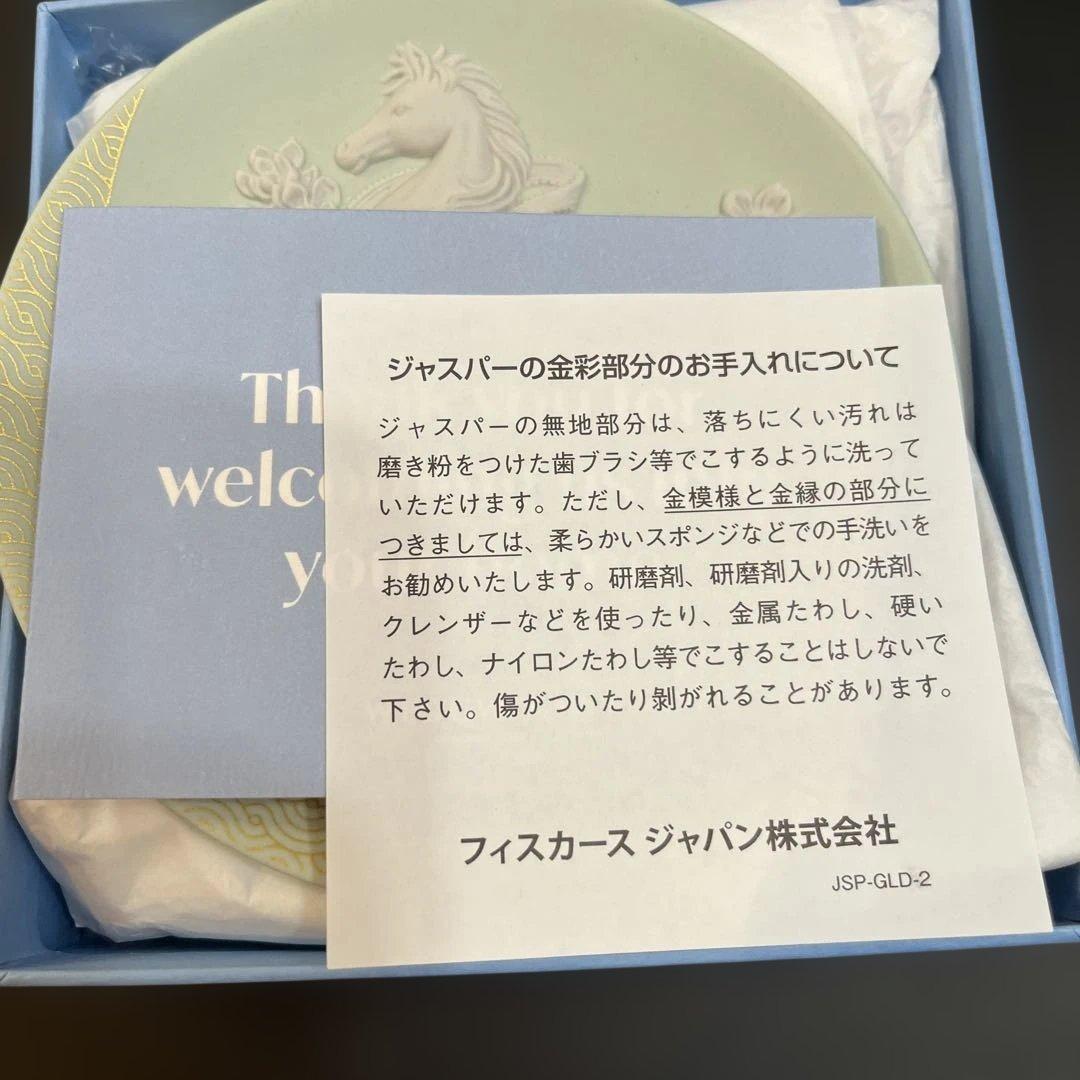 Th
welc
yo
ジャスパーの金彩部分のお手入れについて
ジャスパーの無地部分は、落ちにくい汚れは
磨き粉をつけた歯ブラシ等でこするように洗って
いただけます。ただし、金模様と金縁の部分に
つきましては、柔らかいスポンジなどでの手洗いを
お勧めいたします。研磨剤、研磨剤入りの洗剤、
クレンザーなどを使ったり、金属たわし、硬い
たわし、ナイロンたわし等でこすることはしないで
下さい。傷がついたり剝がれることがあります。
フィスカース ジャパン株式会社
JSP-GLD-2